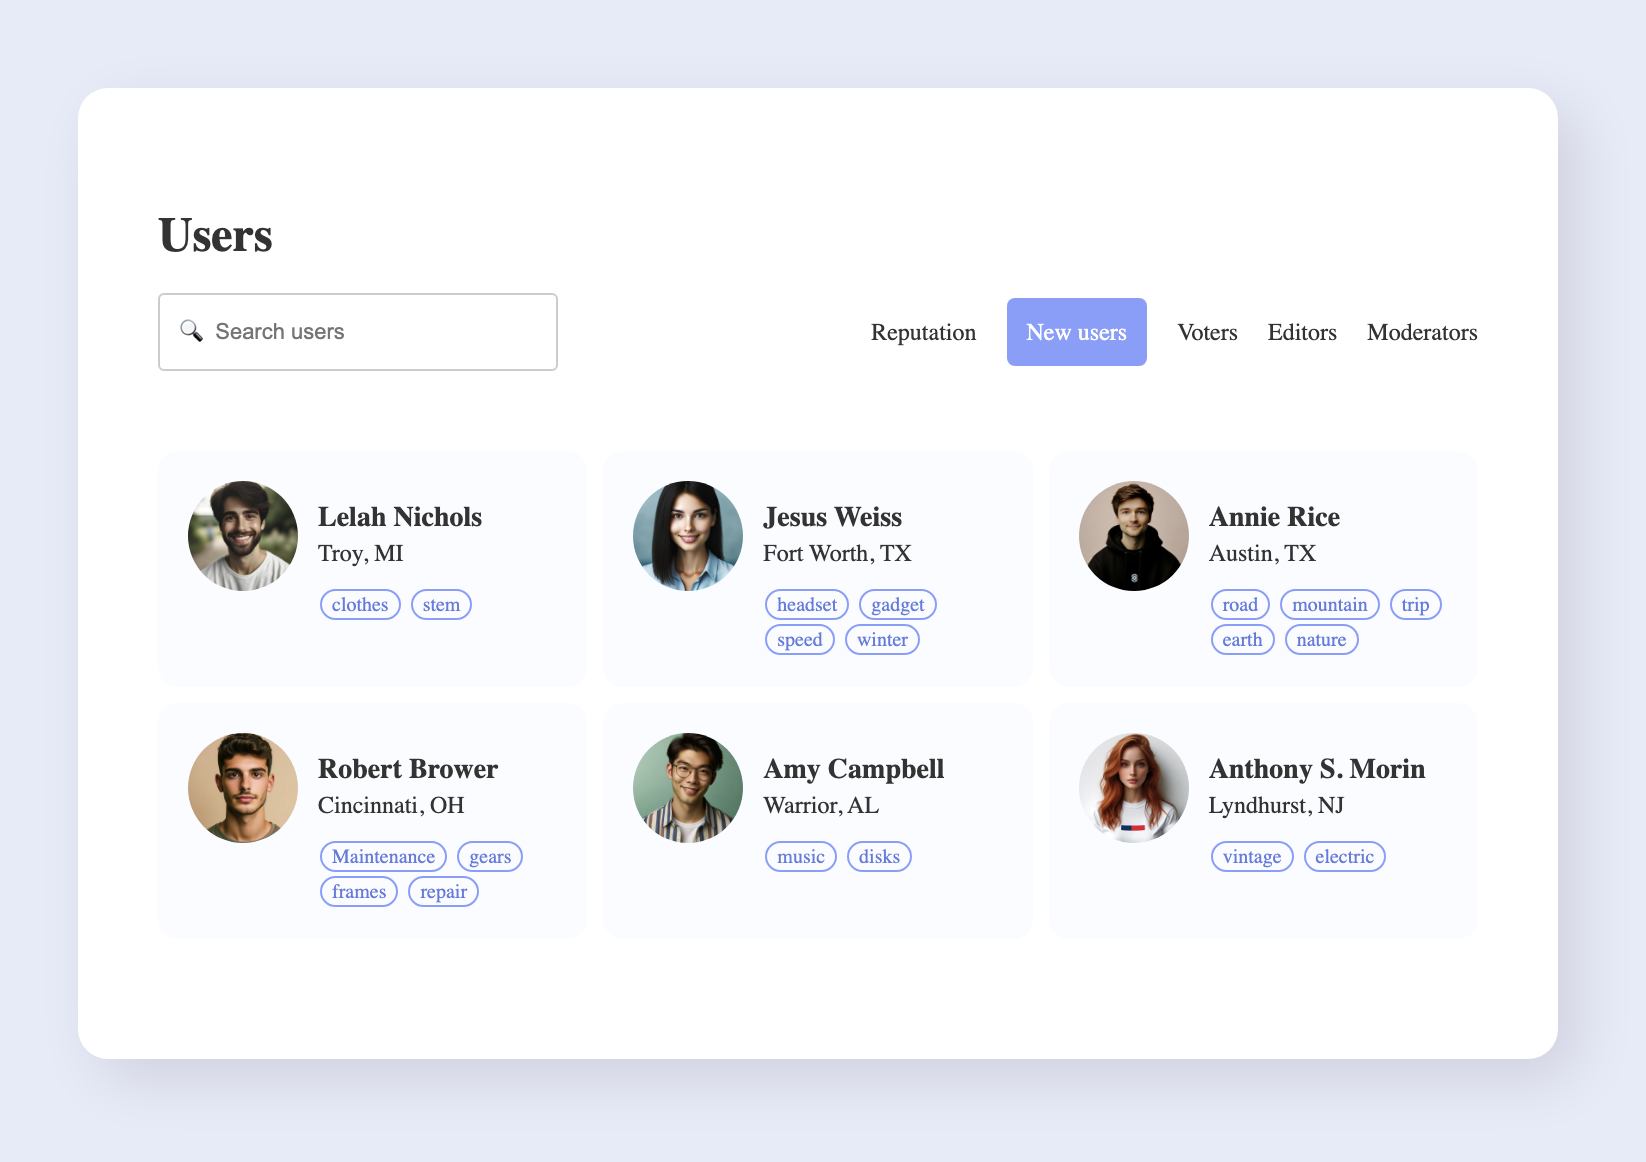 Users
Search users
Reputation New users Voters Editors Moderators
Lelah Nichols
Troy, MI
clothes stem
Jesus Weiss
Fort Worth, TX
headset gadget
speed winter
Annie Rice
Austin, TX
road mountain trip
earth nature
Robert Brower
Cincinnati, OH
Maintenance gears
frames repair
Amy Campbell
Warrior, AL
music disks
Anthony S. Morin
Lyndhurst, NJ
vintage electric